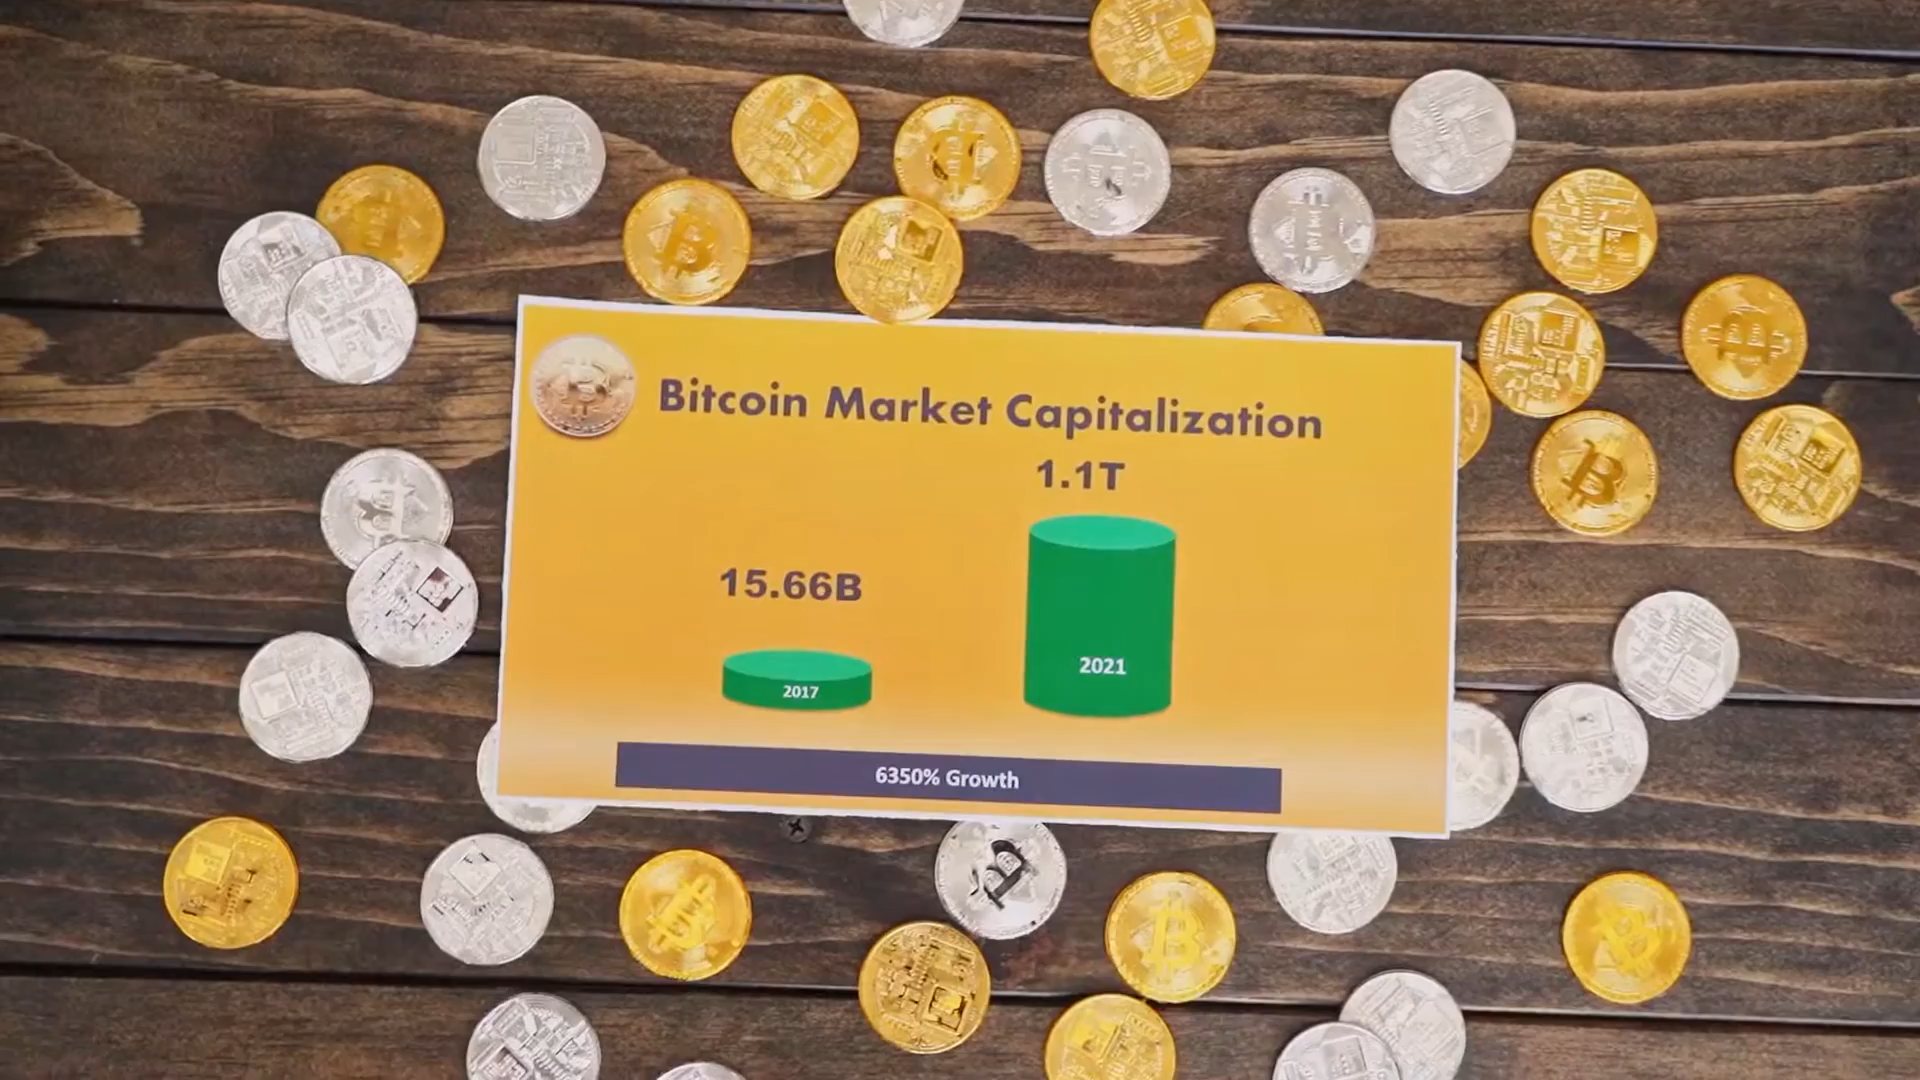 Bitcoin Market Capitalization
1.1T
15.66B
2021
2017
6350% Growth